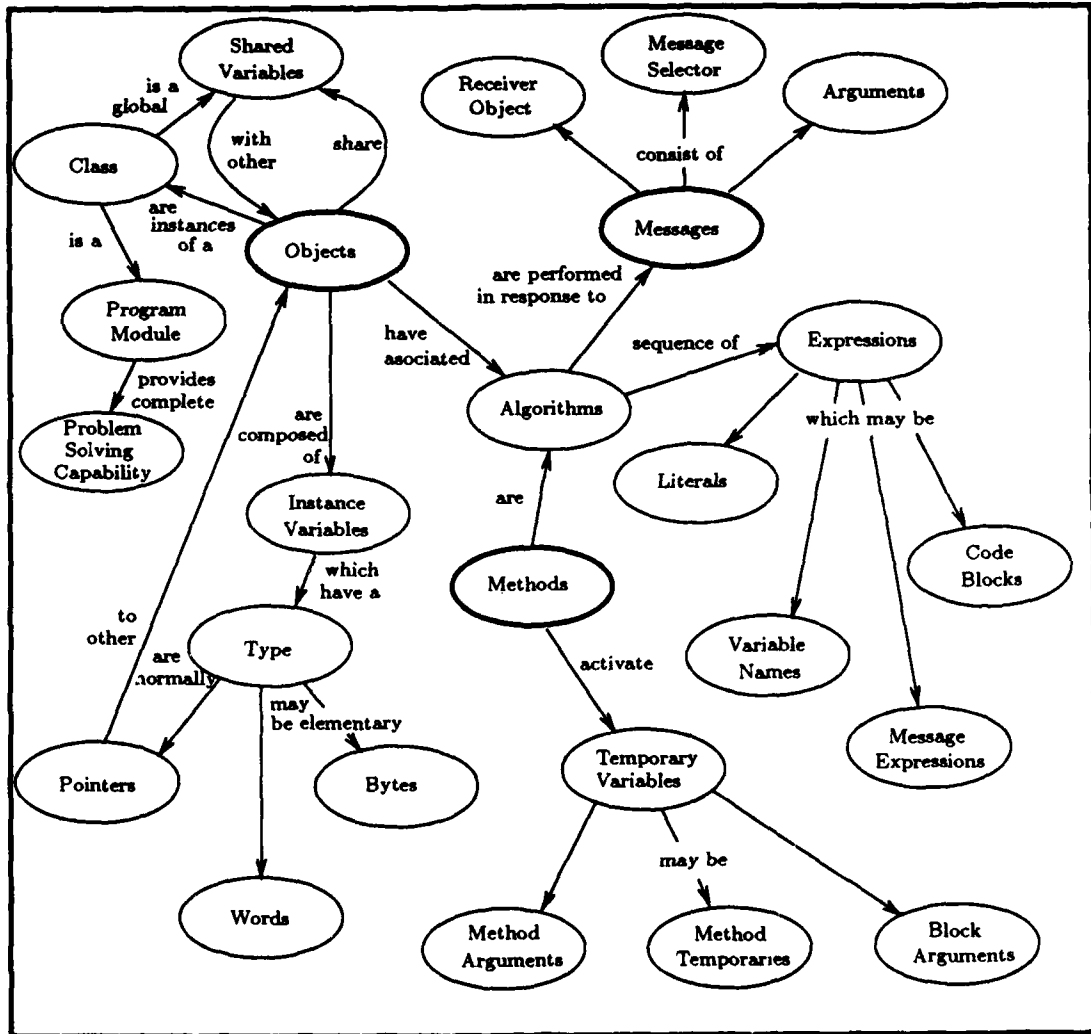 Shared
Variables
is a
global
with
other
share
Class
are
instances
of a
Objects
is a
Program
Module
provides
complete
Problem
Solving
Capability
have
asociated
are
composed
of
Instance
Variables
which
have a
Type
to
other
are
normally
may
be elementary
Pointers
Bytes
Words
Message
Selector
Receiver
Object
Arguments
consist of
Messages
are performed
in response to
sequence of
Expressions
Algorithms
which may be
Literals
Code
Blocks
are
Methods
Variable
Names
Message
Expressions
activate
Temporary
Variables
may be
Method
Arguments
Method
Temporaries
Block
Arguments